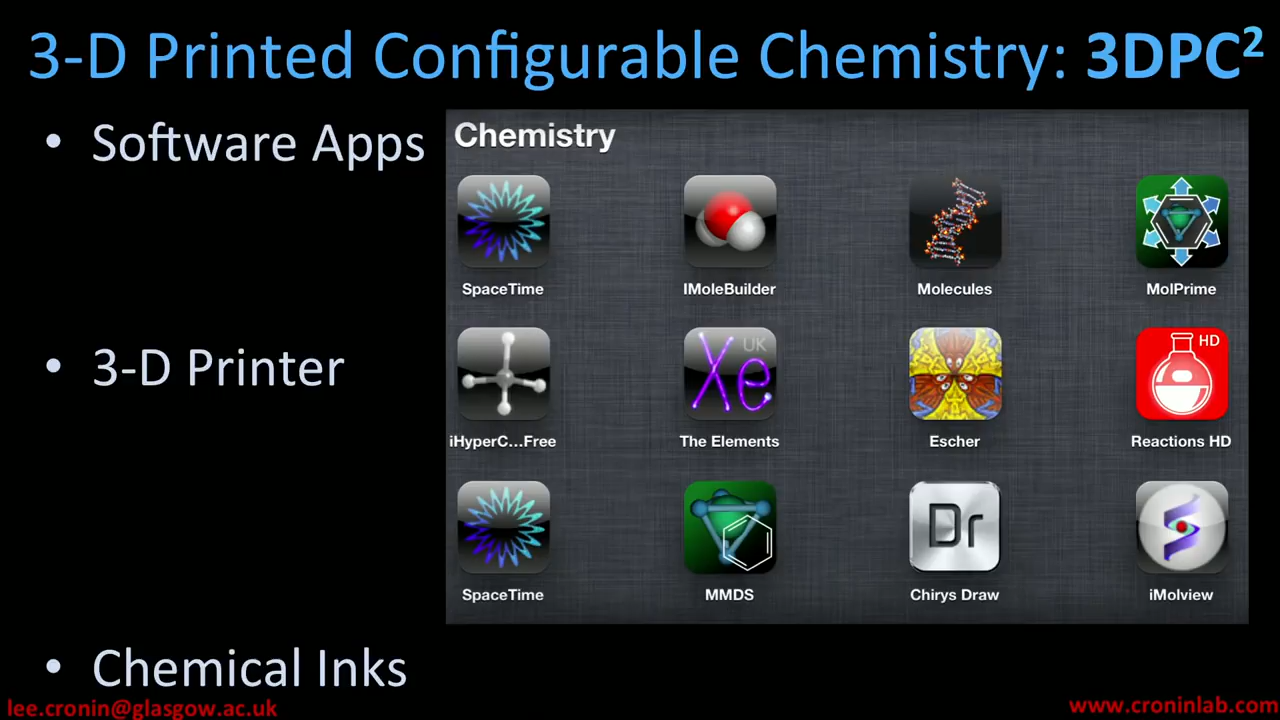 3-D Printed Configurable Chemistry: 3DPC²
• Software Apps
Chemistry
SpaceTime
IMoleBuilder
Molecules
MolPrime
• 3-D Printer
UK
Xe
HD
iHyperC...Free
The Elements
Escher
Reactions HD
Dr
SpaceTime
MMDS
Chirys Draw
iMolview
• Chemical Inks
lee.cronin@glasgow.ac.uk
www.croninlab.com